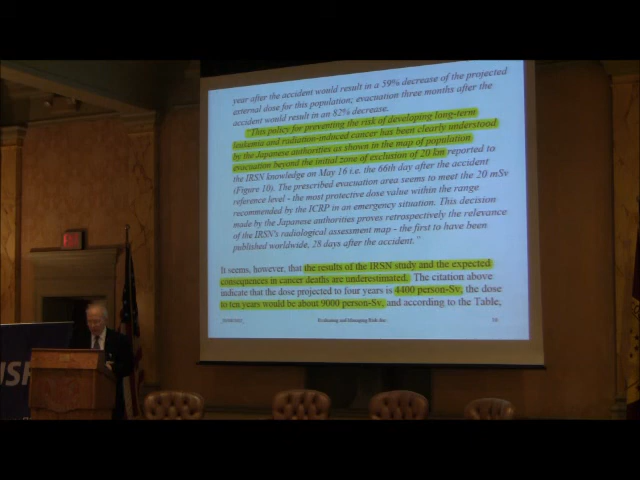 year after the accident would result in a 59% decrease of the projected
external dose for this population; evacuation three months after the
accident would result in an 82% decrease.
"This policy for preventing the risk of developing long-term
leukemia and radiation-induced cancer has been clearly understood
by the Japanese authorities as shown in the map of population
evacuation beyond the initial zone of exclusion of 20 km reported to
the IRSN knowledge on May 16 i.e. the 66th day after the accident
(Figure 10). The prescribed evacuation area seems to meet the 20 mSv
reference level - the most protective dose value within the range
recommended by the ICRP in an emergency situation. This decision
made by the Japanese authorities proves retrospectively the relevance
of the IRSN's radiological assessment map - the first to have been
published worldwide, 28 days after the accident."
It seems, however, that the results of the IRSN study and the expected
consequences in cancer deaths are underestimated. The citation above
indicate that the dose projected to four years is 4400 person-Sv, the dose
to ten years would be about 9000 person-Sv, and according to the Table,
Evaluating and Managing Risk